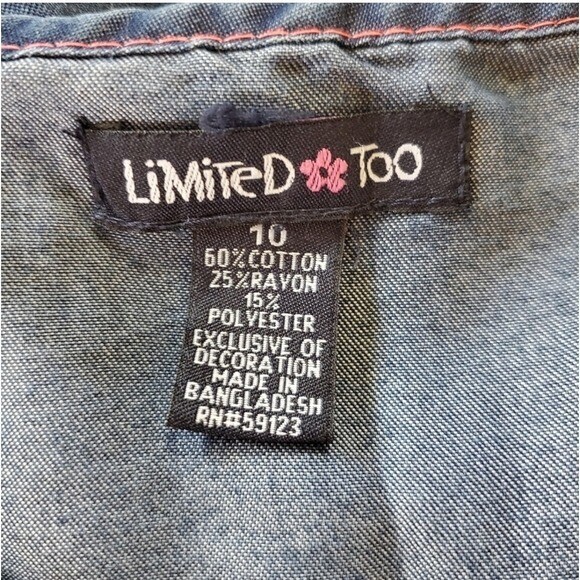 LiMiTeD TOO
10
60%COTTON
25%RAYON
15%
POLYESTER
EXCLUSIVE OF
DECORATION
MADE IN
BANGLADESH
RN#59123